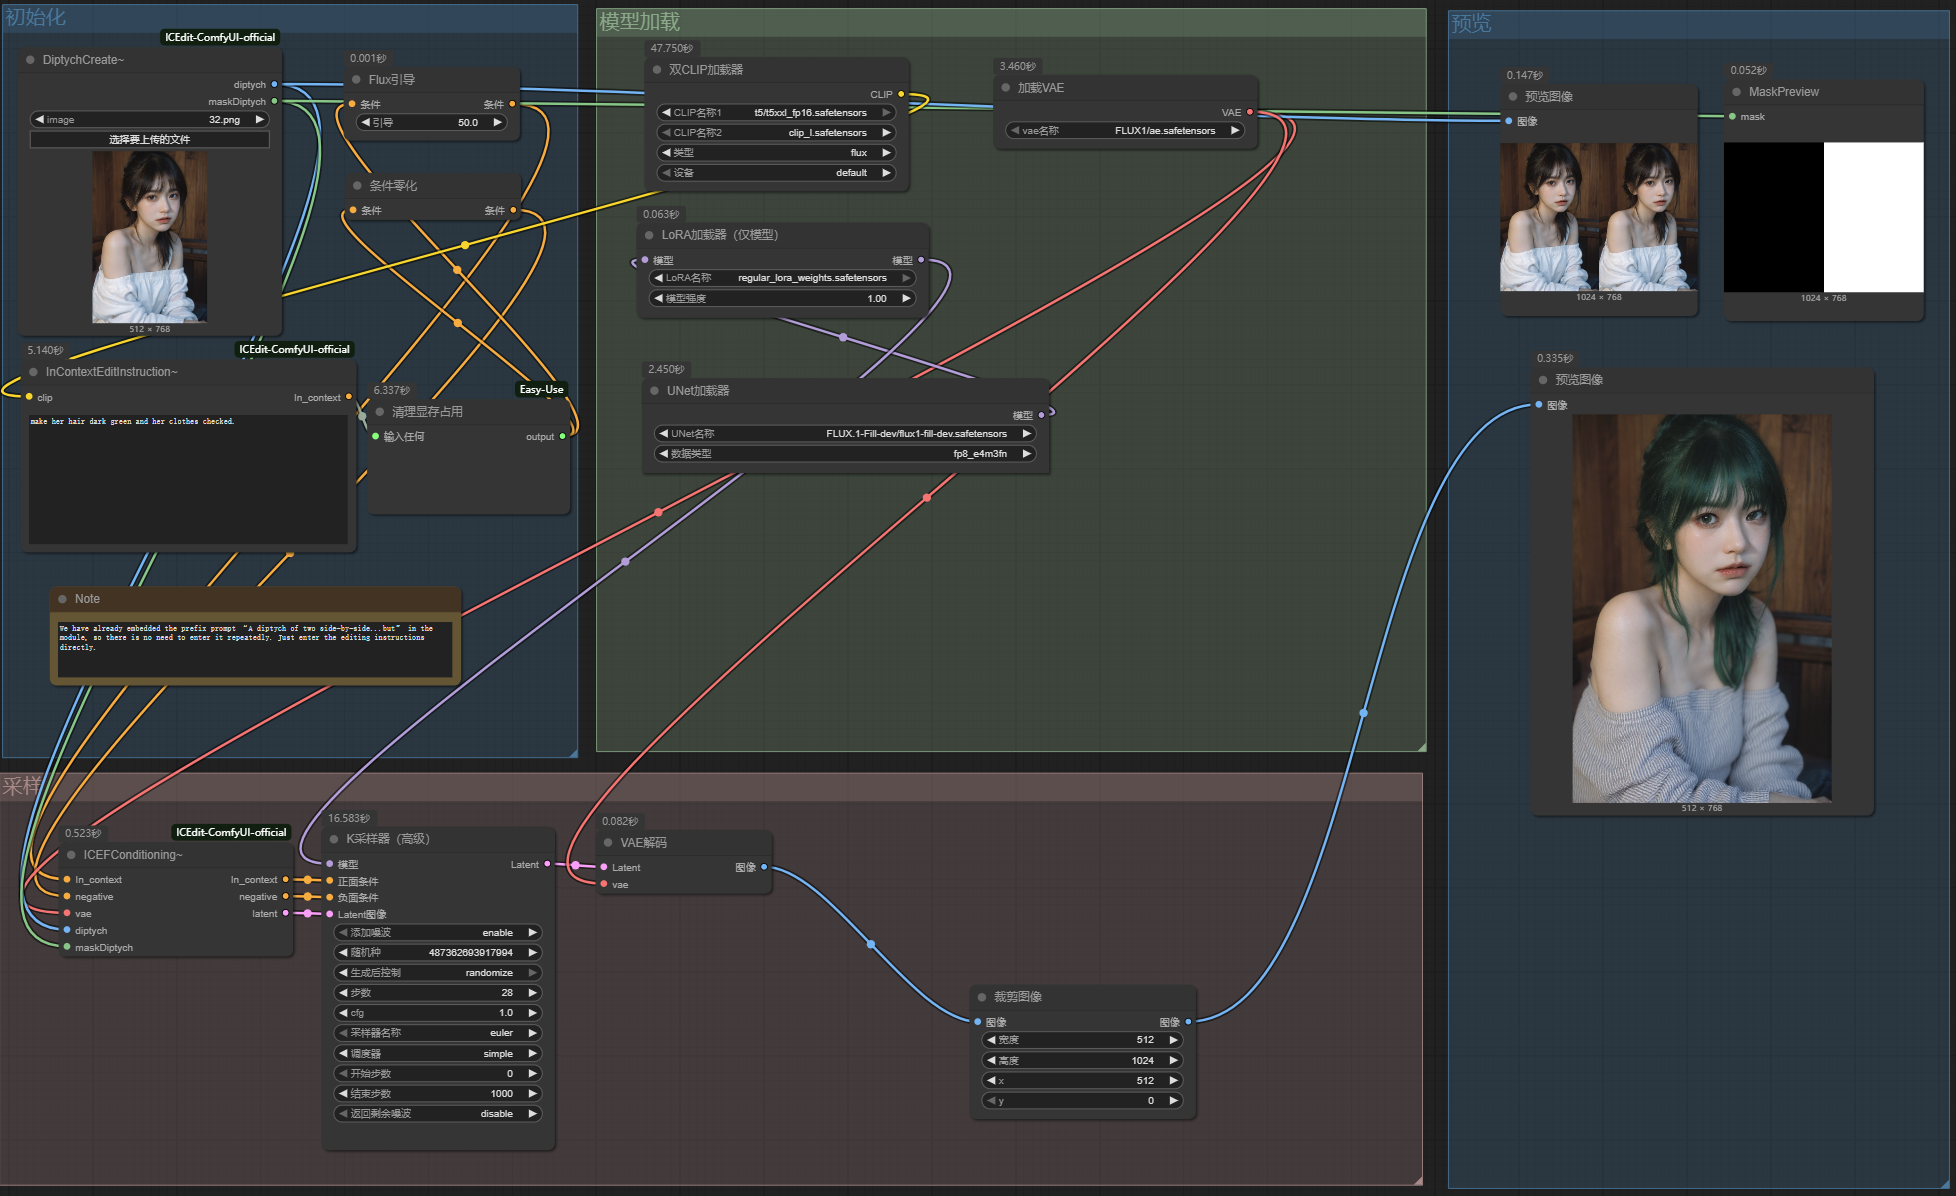 初始化
ICEdit-ComfyUI-official
DiptychCreate~
diptych
maskDiptych
image 32.png
选择要上传的文件
512 × 768
0.001秒
Flux引导
条件 条件
引导 50.0
条件零化
条件 条件
5.140秒
ICEdit-ComfyUI-official
InContextEditInstruction~
clip In_context
make her hair dark green and her clothes checked.
6.337秒
Easy-Use
清理显存占用
输入任何 output
Note
We have already embedded the prefix prompt “A diptych of two side-by-side...but” in the
module, so there is no need to enter it repeatedly. Just enter the editing instructions
directly.
模型加载
47.750秒
双CLIP加载器
CLIP
CLIP名称1 t5/t5xxl_fp16.safetensors
CLIP名称2 clip_l.safetensors
类型 flux
设备 default
3.460秒
加载VAE
VAE
vae名称 FLUX1/ae.safetensors
0.063秒
LoRA加载器（仅模型）
模型 模型
LoRA名称 regular_lora_weights.safetensors
模型强度 1.00
2.450秒
UNet加载器
模型
UNet名称 FLUX.1-Fill-dev/flux1-fill-dev.safetensors
数据类型 fp8_e4m3fn
采样
0.523秒
ICEdit-ComfyUI-official
ICEFConditioning~
In_context In_context
negative negative
vae latent
diptych
maskDiptych
16.583秒
K采样器（高级）
模型 Latent
正面条件
负面条件
Latent图像
添加噪波 enable
随机种 487362693917994
生成后控制 randomize
步数 28
cfg 1.0
采样器名称 euler
调度器 simple
开始步数 0
结束步数 1000
返回剩余噪波 disable
0.082秒
VAE解码
Latent 图像
vae
裁剪图像
图像 图像
宽度 512
高度 1024
x 512
y 0
预览
0.147秒
预览图像
图像
1024 × 768
0.052秒
MaskPreview
mask
1024 × 768
0.335秒
预览图像
图像
512 × 768